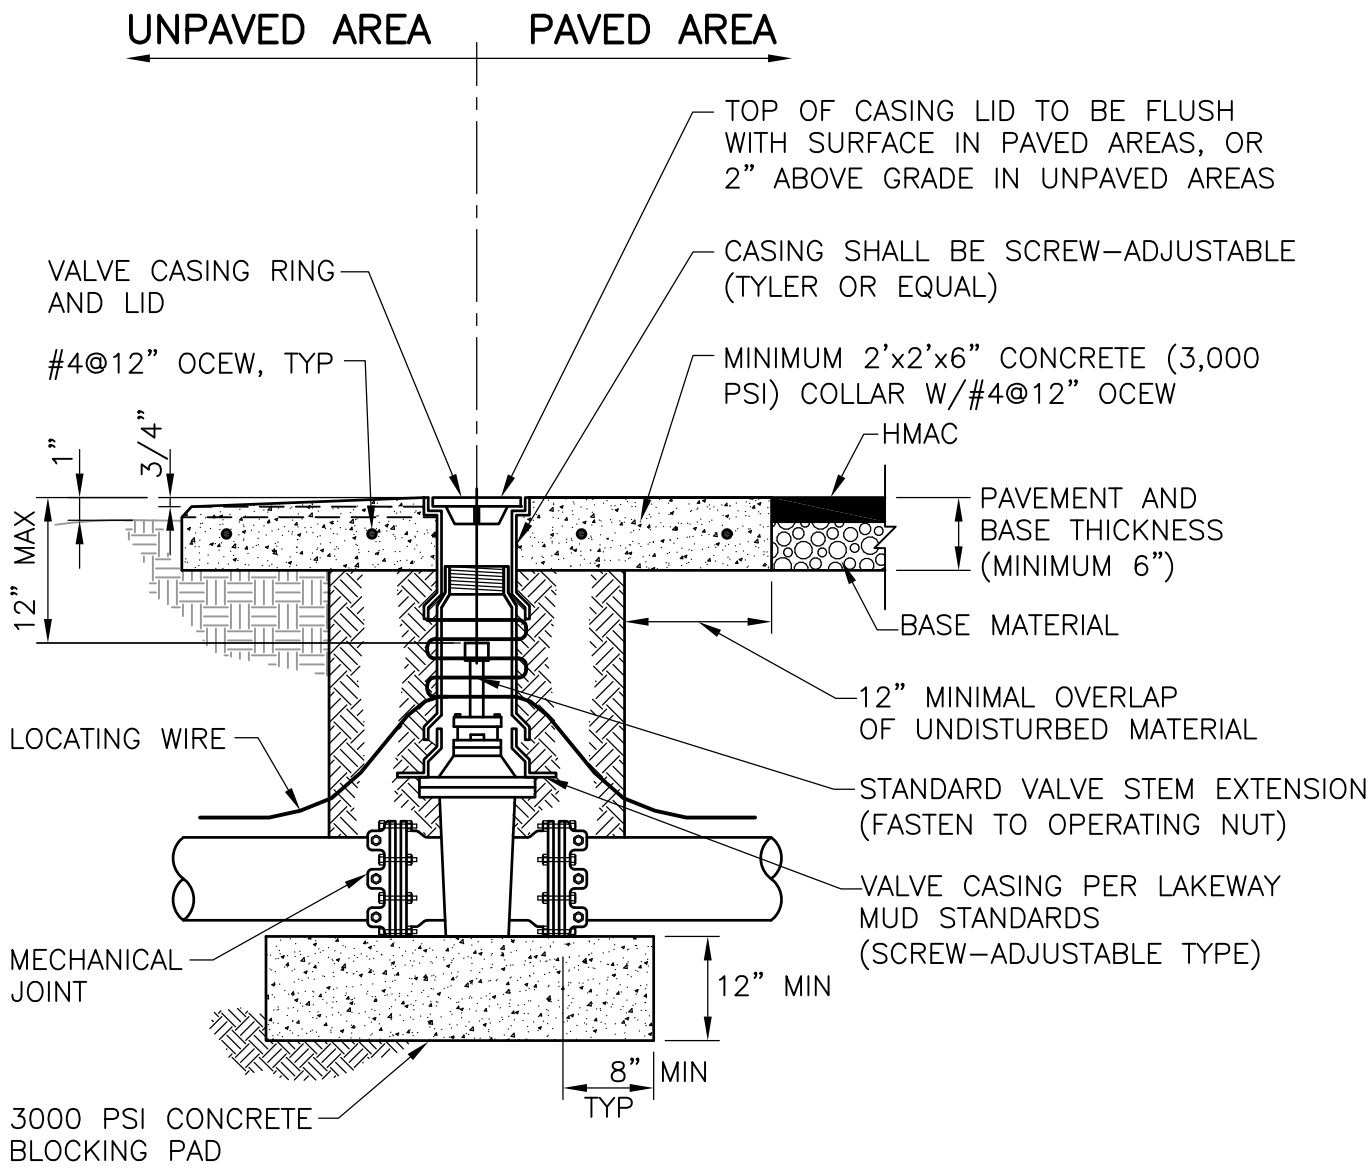 UNPAVED AREA
PAVED AREA
TOP OF CASING LID TO BE FLUSH
WITH SURFACE IN PAVED AREAS, OR
2” ABOVE GRADE IN UNPAVED AREAS
CASING SHALL BE SCREW–ADJUSTABLE
(TYLER OR EQUAL)
VALVE CASING RING
AND LID
#4@12” OCEW, TYP
MINIMUM 2’x2’x6” CONCRETE (3,000
PSI) COLLAR W/#4@12” OCEW
HMAC
1”
3/4”
12” MAX
PAVEMENT AND
BASE THICKNESS
(MINIMUM 6”)
BASE MATERIAL
12” MINIMAL OVERLAP
OF UNDISTURBED MATERIAL
LOCATING WIRE
STANDARD VALVE STEM EXTENSION
(FASTEN TO OPERATING NUT)
VALVE CASING PER LAKEWAY
MUD STANDARDS
(SCREW–ADJUSTABLE TYPE)
MECHANICAL
JOINT
12” MIN
8” MIN
TYP
3000 PSI CONCRETE
BLOCKING PAD